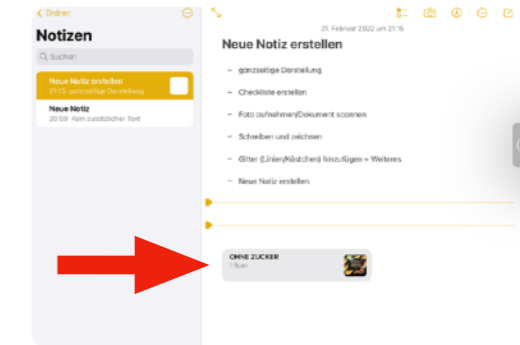 Ordner
Notizen
Suchen
Neue Notiz erstellen
21:15 ganzseitige Darstellung
Neue Notiz
20:09 Kein zusätzlicher Text
21. Februar 2022 um 21:15
Neue Notiz erstellen
– ganzseitige Darstellung
– Checkliste erstellen
– Foto aufnehmen/Dokument scannen
– Schreiben und zeichnen
– Gitter (Linien/Kästchen) hinzufügen + Weiteres
– Neue Notiz erstellen
OHNE ZUCKER